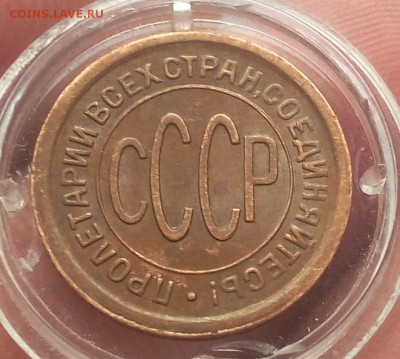 COINS.LAVE.RU
ПРОЛЕТАРИИ ВСЕХ СТРАН, СОЕДИНЯЙТЕСЬ!
СССР